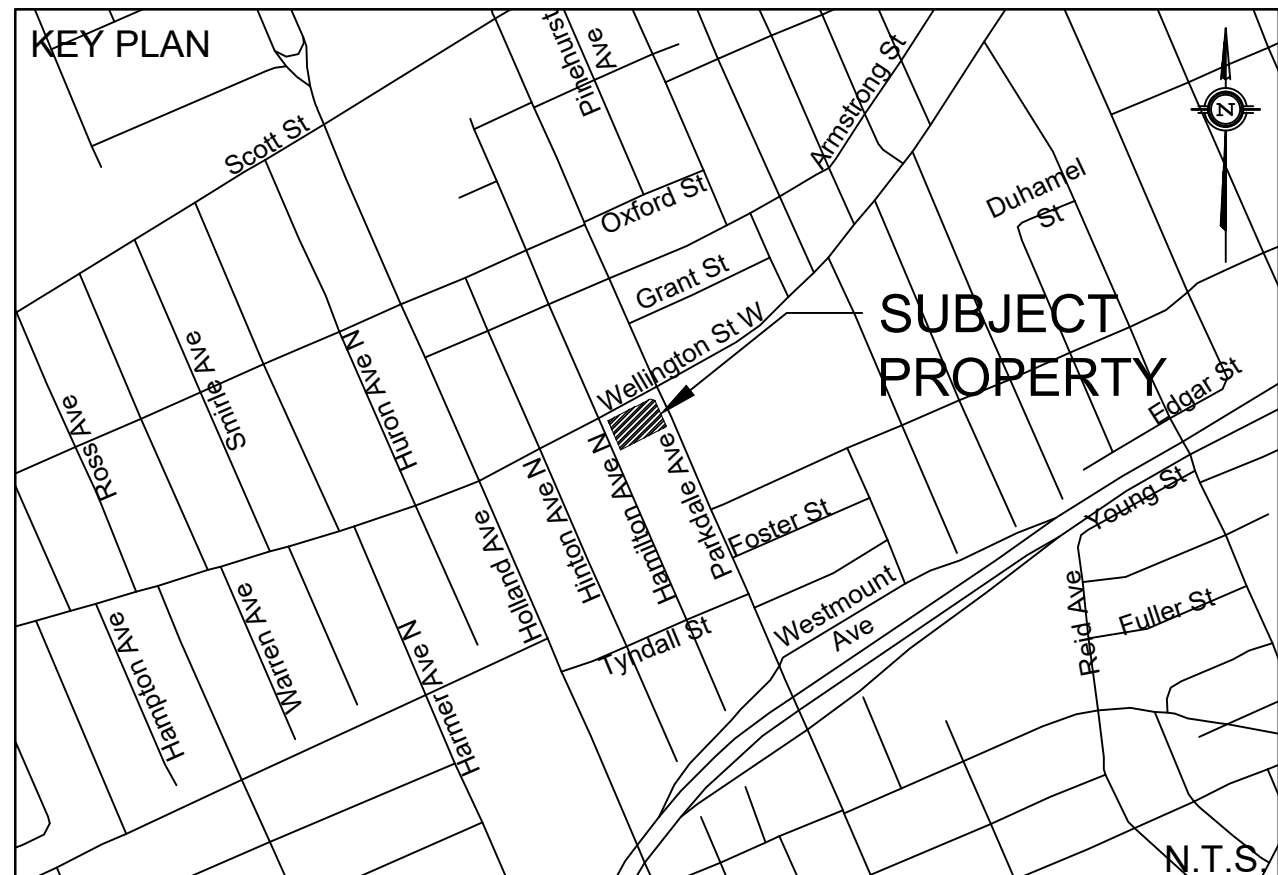 KEY PLAN
Pinehurst
Ave
Armstrong St
Scott St
N
Duhamel
St
Oxford St
Grant St
SUBJECT
PROPERTY
Wellington St W
Edgar St
Ross Ave
Smirle Ave
Huron Ave N
Holland Ave
Hinton Ave N
Hamilton Ave N
Parkdale Ave
Foster St
Young St
Westmount
Ave
Reid Ave
Fuller St
Tyndall St
Hampton Ave
Warren Ave
Harmer Ave N
N.T.S.